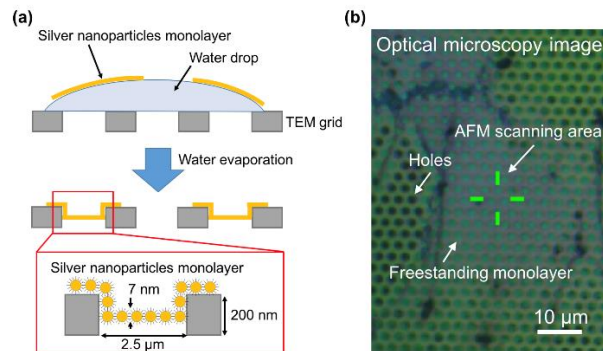 (a)
Silver nanoparticles monolayer
Water drop
TEM grid
Water evaporation
Silver nanoparticles monolayer
7 nm
200 nm
2.5 µm
(b)
Optical microscopy image
AFM scanning area
Holes
Freestanding monolayer
10 µm